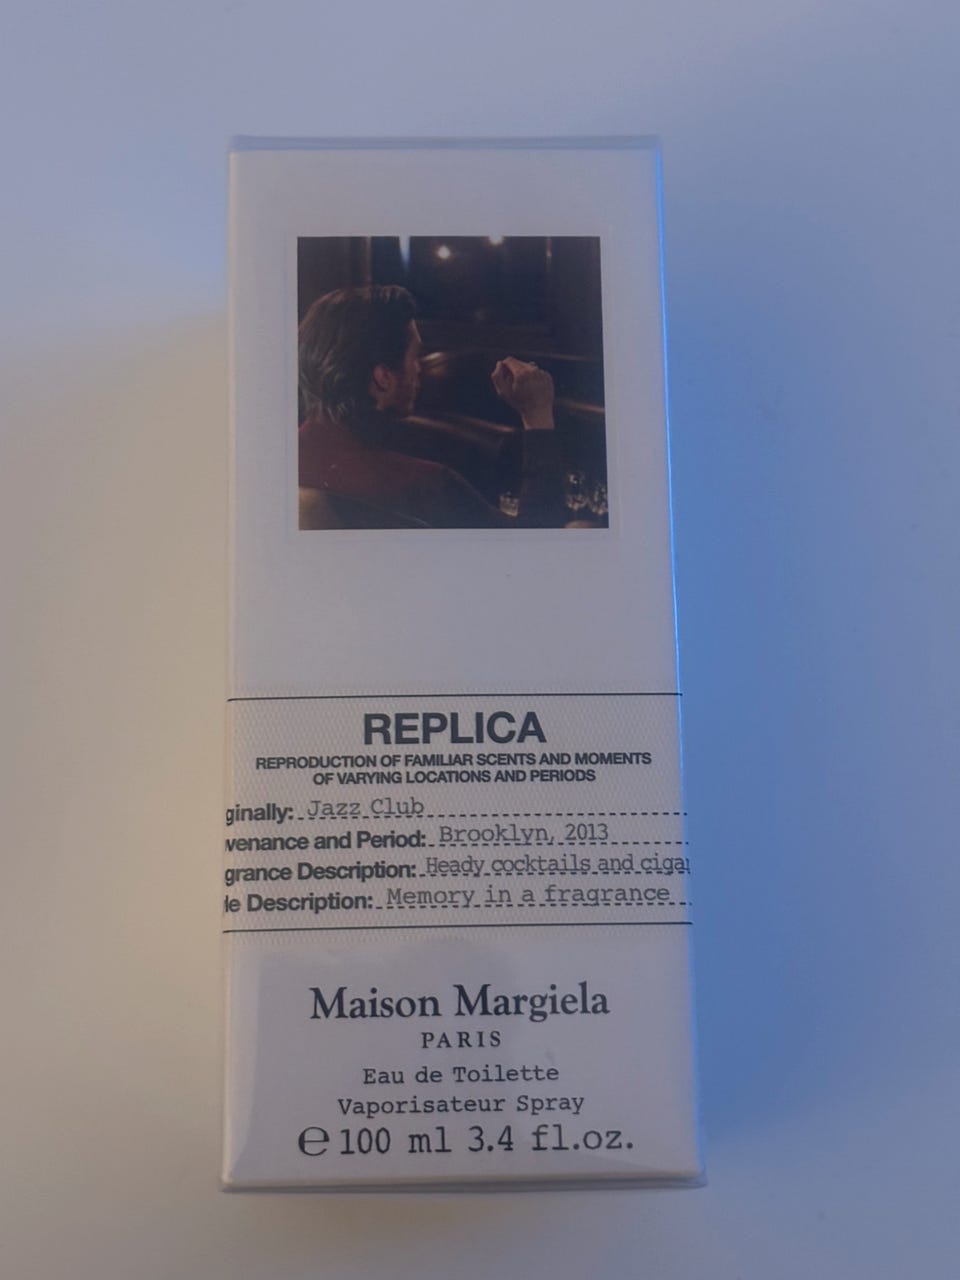 REPLICA
REPRODUCTION OF FAMILIAR SCENTS AND MOMENTS
OF VARYING LOCATIONS AND PERIODS
ginally: Jazz Club
venance and Period: Brooklyn, 2013
grance Description: Heady cocktails and cigar
le Description: Memory in a fragrance
Maison Margiela
PARIS
Eau de Toilette
Vaporisateur Spray
℮ 100 ml 3.4 fl.oz.